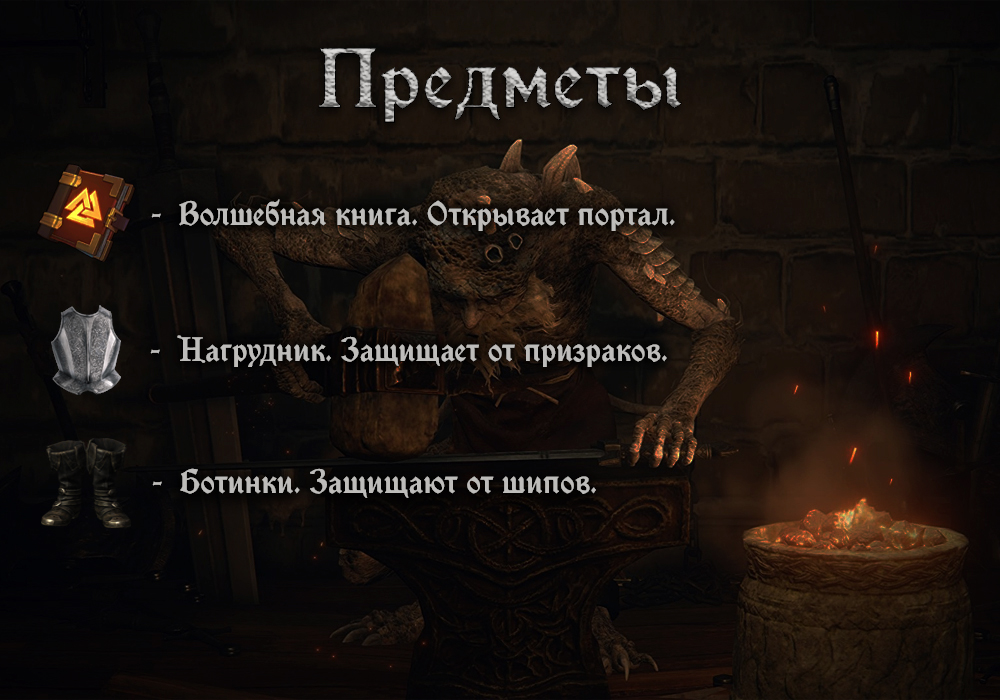 Предметы
- Волшебная книга. Открывает портал.
- Нагрудник. Защищает от призраков.
- Ботинки. Защищают от шипов.